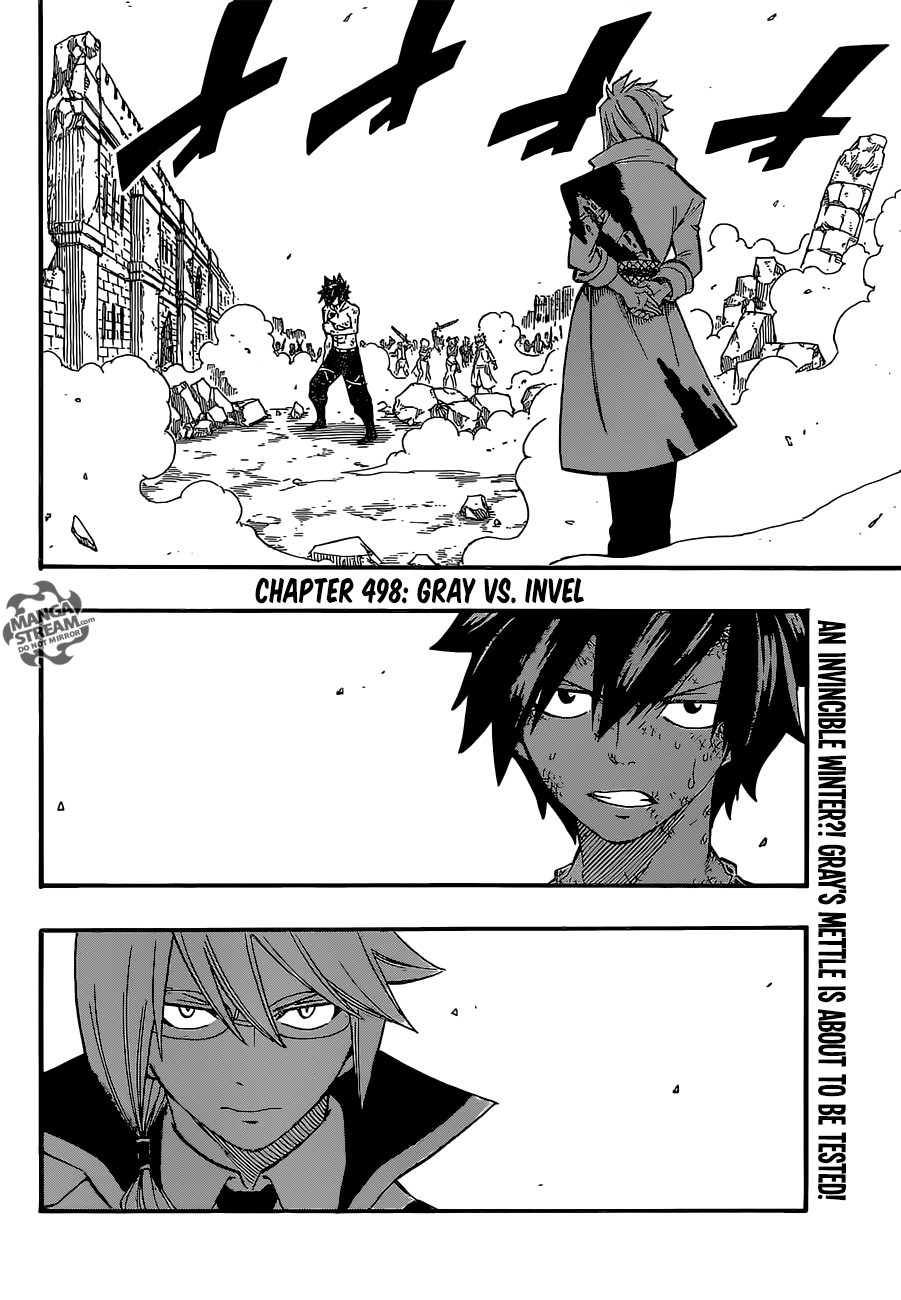 CHAPTER 498: GRAY VS. INVEL
MANGA
STREAM.com
DO NOT MIRROR
AN INVINCIBLE WINTER?! GRAY'S METTLE IS ABOUT TO BE TESTED!